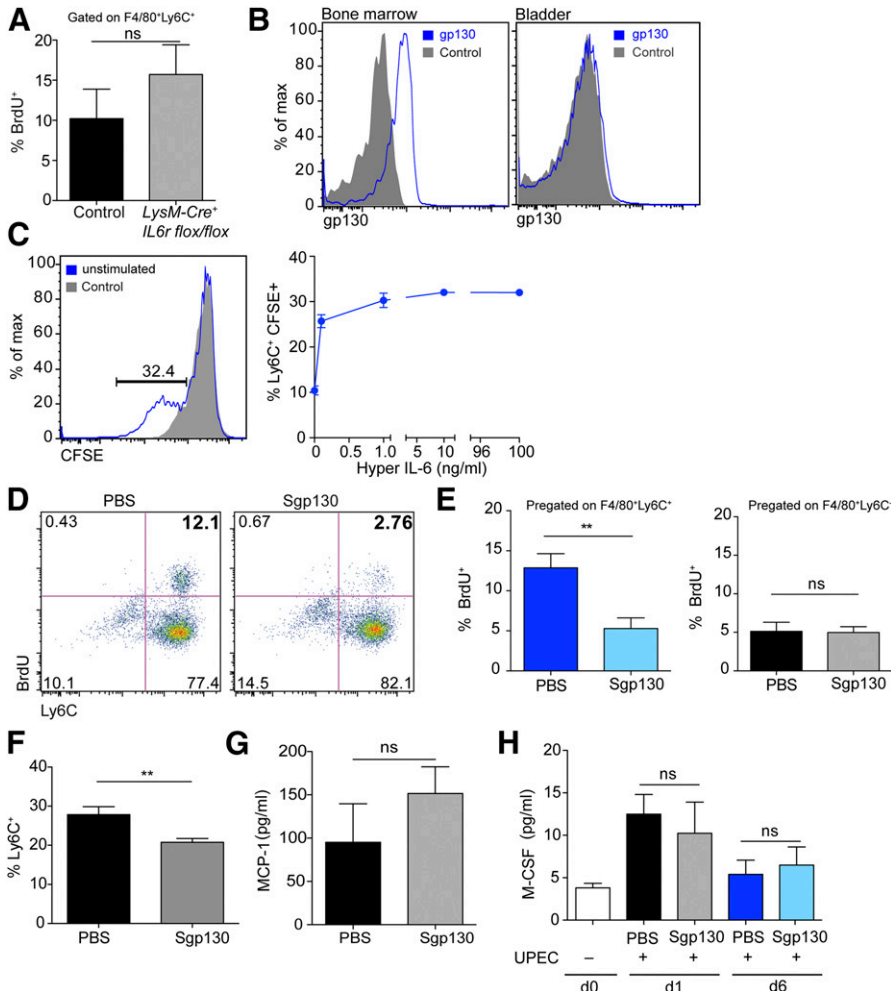 A
Gated on F4/80⁺Ly6C⁺
ns
% BrdU⁺
20
15
10
5
0
Control
LysM-Cre⁺
IL6r flox/flox
B
Bone marrow
gp130
Control
% of max
100
80
60
40
20
0
gp130
Bladder
gp130
Control
gp130
C
unstimulated
Control
% of max
100
80
60
40
20
0
32.4
CFSE
% Ly6C⁺ CFSE+
40
30
20
10
0
0 0.5 1.0 5 10 96 100
Hyper IL-6 (ng/ml)
D
PBS
0.43 12.1
10.1 77.4
BrdU
Ly6C
Sgp130
0.67 2.76
14.5 82.1
E
Pregated on F4/80⁺Ly6C⁺
**
% BrdU⁺
20
15
10
5
0
PBS Sgp130
Pregated on F4/80⁺Ly6C⁺
ns
% BrdU⁺
20
15
10
5
0
PBS Sgp130
F
**
% Ly6C⁺
40
30
20
10
0
PBS Sgp130
G
ns
MCP-1(pg/ml)
200
150
100
50
0
PBS Sgp130
H
ns
ns
M-CSF (pg/ml)
20
15
10
5
0
PBS Sgp130 PBS Sgp130
UPEC – + + + +
d0 d1 d6